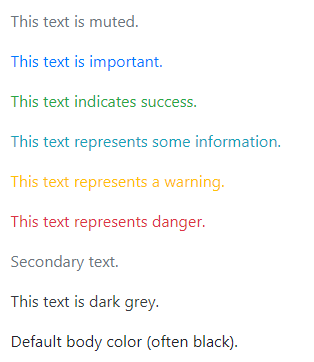 This text is muted.
This text is important.
This text indicates success.
This text represents some information.
This text represents a warning.
This text represents danger.
Secondary text.
This text is dark grey.
Default body color (often black).